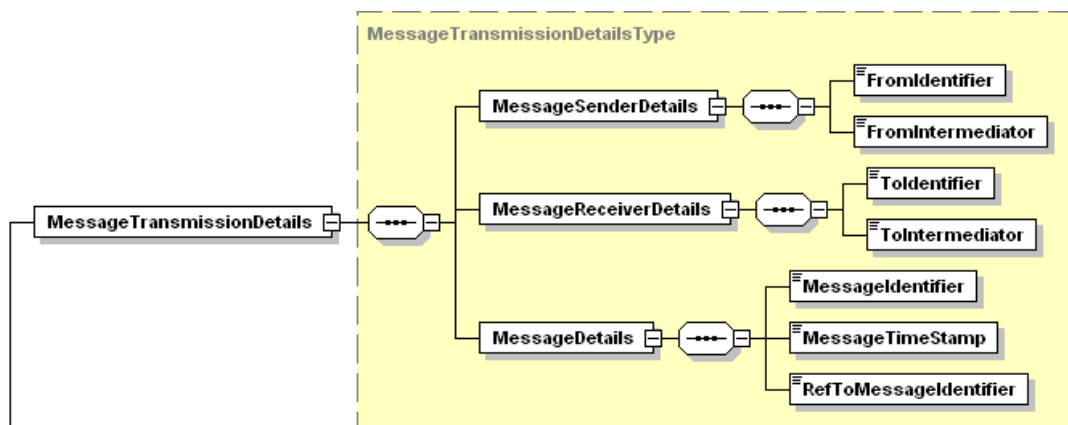 MessageTransmissionDetailsType
FromIdentifier
MessageSenderDetails
FromIntermediator
ToIdentifier
MessageTransmissionDetails
MessageReceiverDetails
ToIntermediator
MessageIdentifier
MessageDetails
MessageTimeStamp
RefToMessageIdentifier